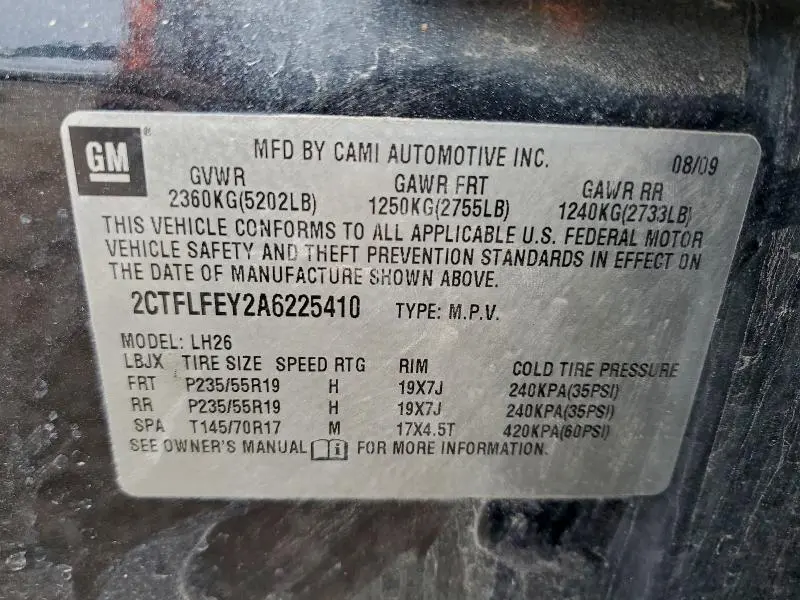 GM®
MFD BY CAMI AUTOMOTIVE INC. 08/09
GVWR GAWR FRT GAWR RR
2360KG(5202LB) 1250KG(2755LB) 1240KG(2733LB)
THIS VEHICLE CONFORMS TO ALL APPLICABLE U.S. FEDERAL MOTOR
VEHICLE SAFETY AND THEFT PREVENTION STANDARDS IN EFFECT ON
THE DATE OF MANUFACTURE SHOWN ABOVE.
2CTFLFEY2A6225410 TYPE: M.P.V.
MODEL: LH26
LBJX TIRE SIZE SPEED RTG RIM COLD TIRE PRESSURE
FRT P235/55R19 H 19X7J 240KPA(35PSI)
RR P235/55R19 H 19X7J 240KPA(35PSI)
SPA T145/70R17 M 17X4.5T 420KPA(60PSI)
SEE OWNER'S MANUAL i FOR MORE INFORMATION.